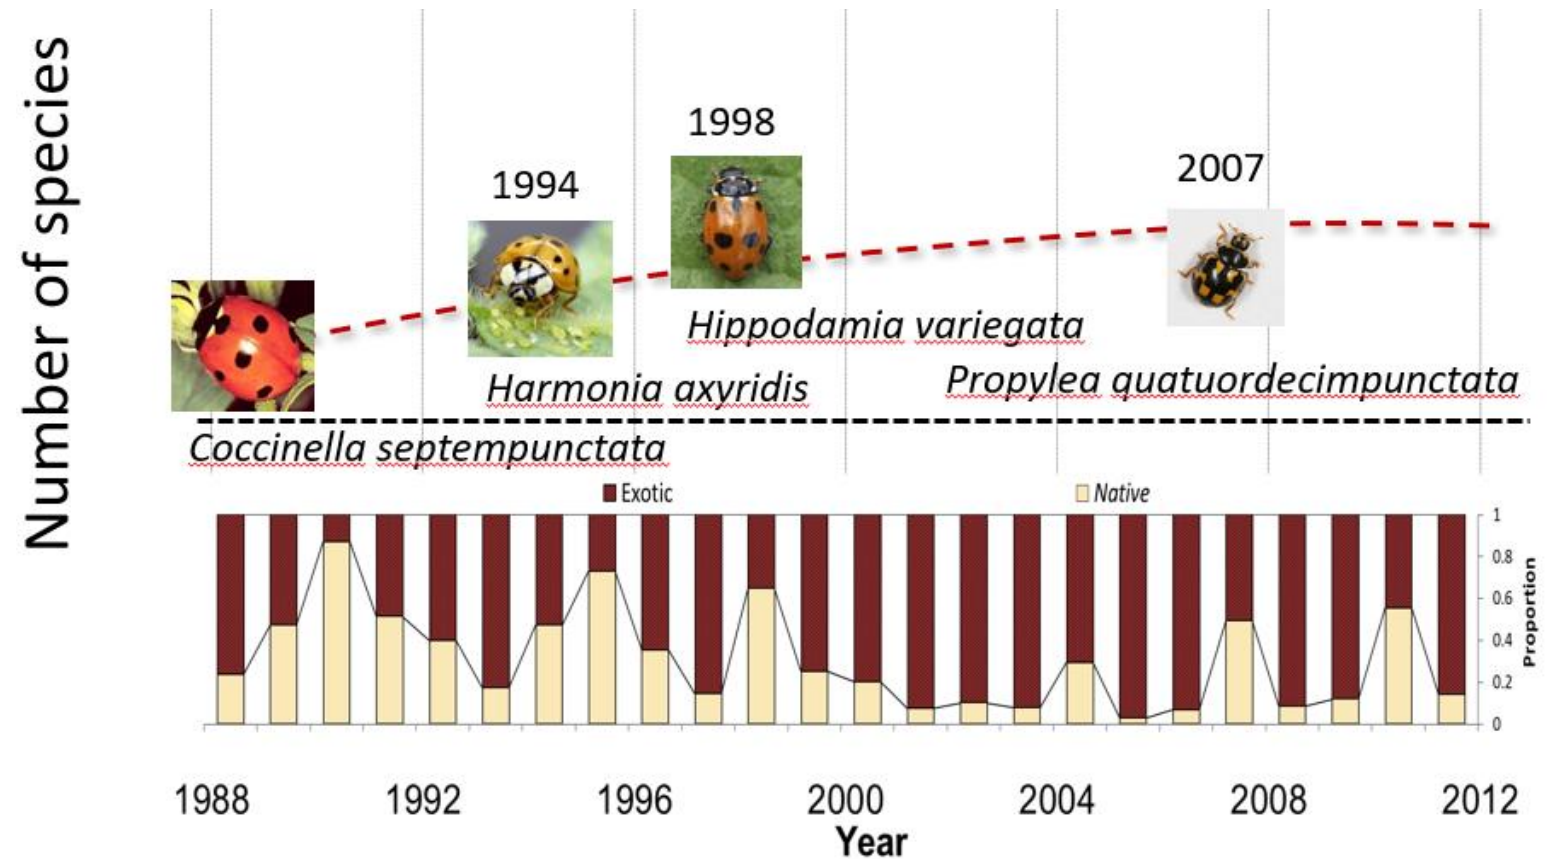 Number of species
1998
2007
1994
Hippodamia variegata
Propylea quatuordecimpunctata
Harmonia axyridis
Coccinella septempunctata
Exotic Native
1
0.8
0.6
0.4
0.2
0
Proportion
1988 1992 1996 2000 2004 2008 2012
Year